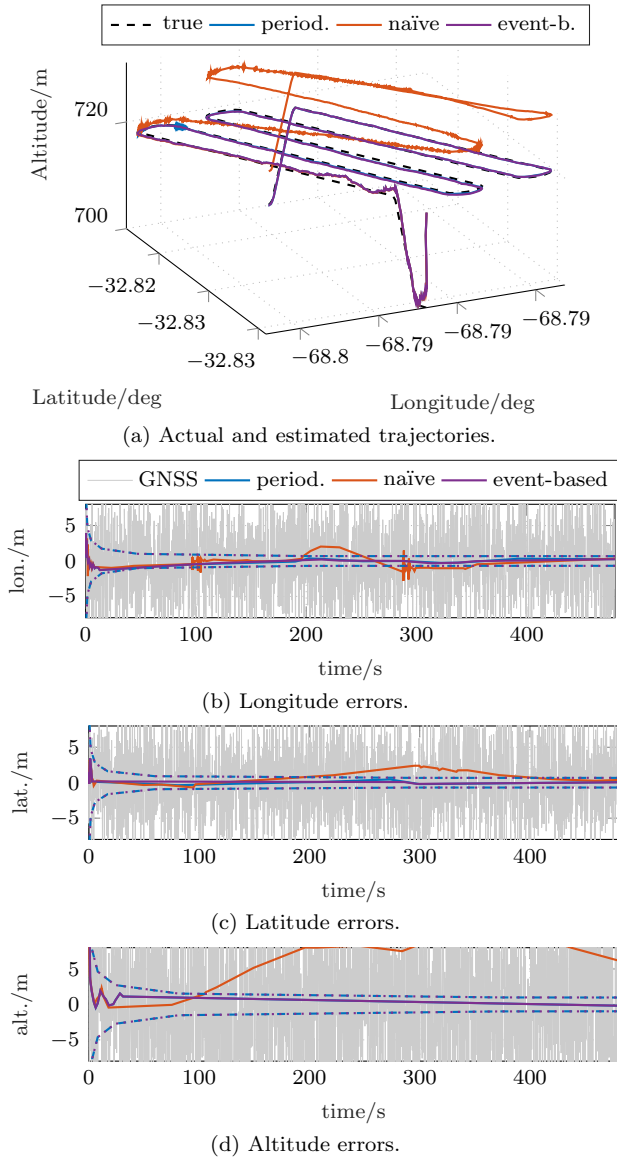 true period. naïve event-b.
Altitude/m
720
700
−32.82
−32.83
−32.83
−68.8
−68.79
−68.79
−68.79
Latitude/deg
Longitude/deg
(a) Actual and estimated trajectories.
GNSS period. naïve event-based
lon./m
5
0
−5
0 100 200 300 400
time/s
(b) Longitude errors.
lat./m
5
0
−5
0 100 200 300 400
time/s
(c) Latitude errors.
alt./m
5
0
−5
0 100 200 300 400
time/s
(d) Altitude errors.